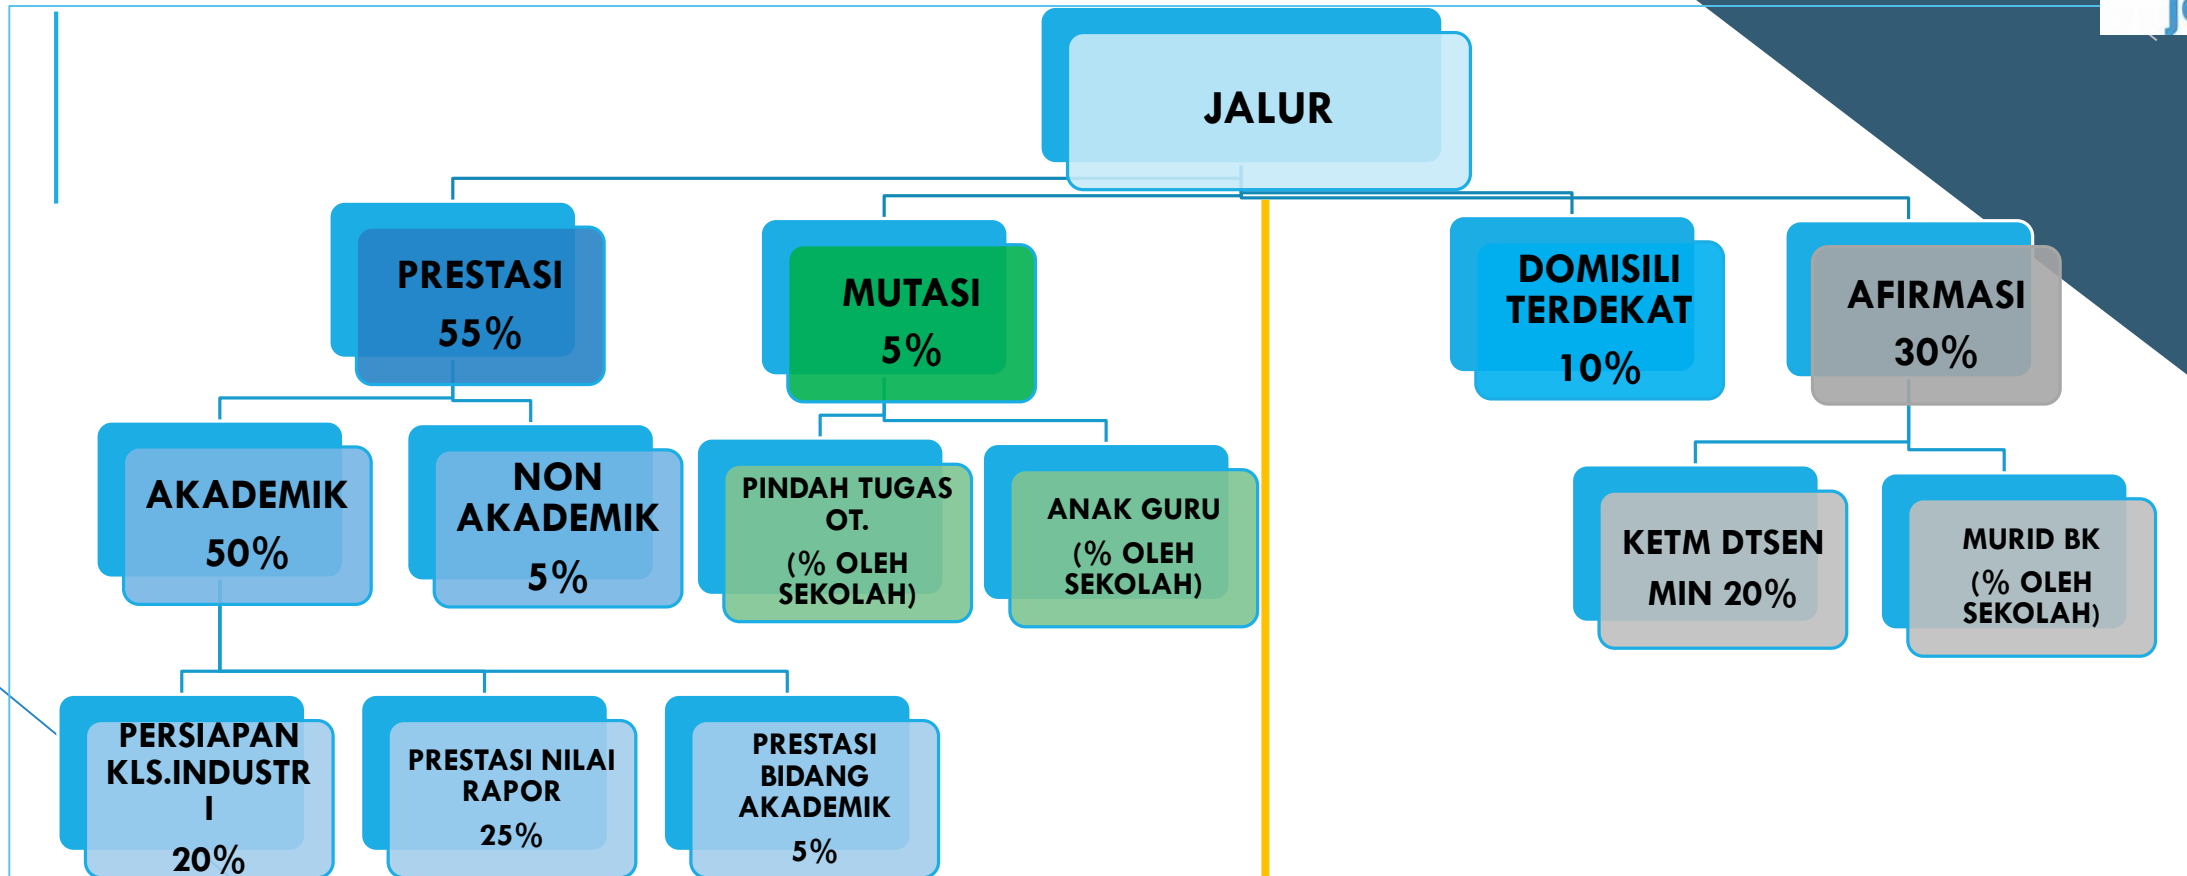 JALUR
PRESTASI
55%
MUTASI
5%
DOMISILI
TERDEKAT
10%
AFIRMASI
30%
AKADEMIK
50%
NON
AKADEMIK
5%
PINDAH TUGAS
OT.
(% OLEH
SEKOLAH)
ANAK GURU
(% OLEH
SEKOLAH)
KETM DTSEN
MIN 20%
MURID BK
(% OLEH
SEKOLAH)
PERSIAPAN
KLS.INDUSTR
I
20%
PRESTASI NILAI
RAPOR
25%
PRESTASI
BIDANG
AKADEMIK
5%